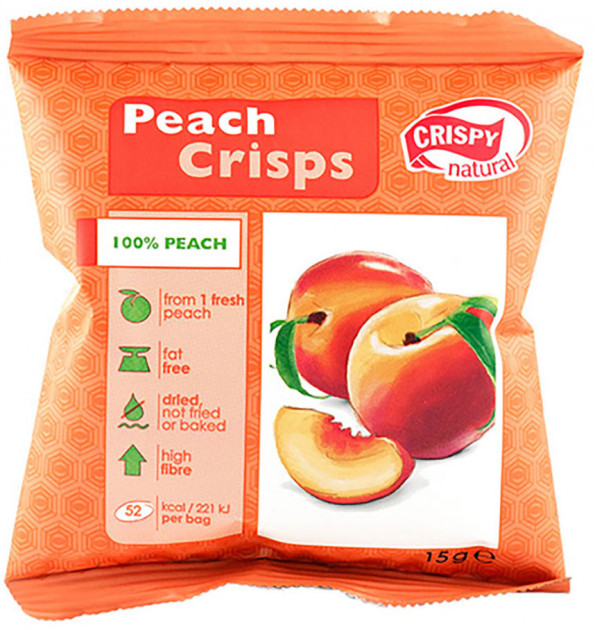 Peach
Crisps
CRISPY
natural
100% PEACH
from 1 fresh
peach
fat
free
dried,
not fried
or baked
high
fibre
52 kcal / 221 kJ
per bag
15g e